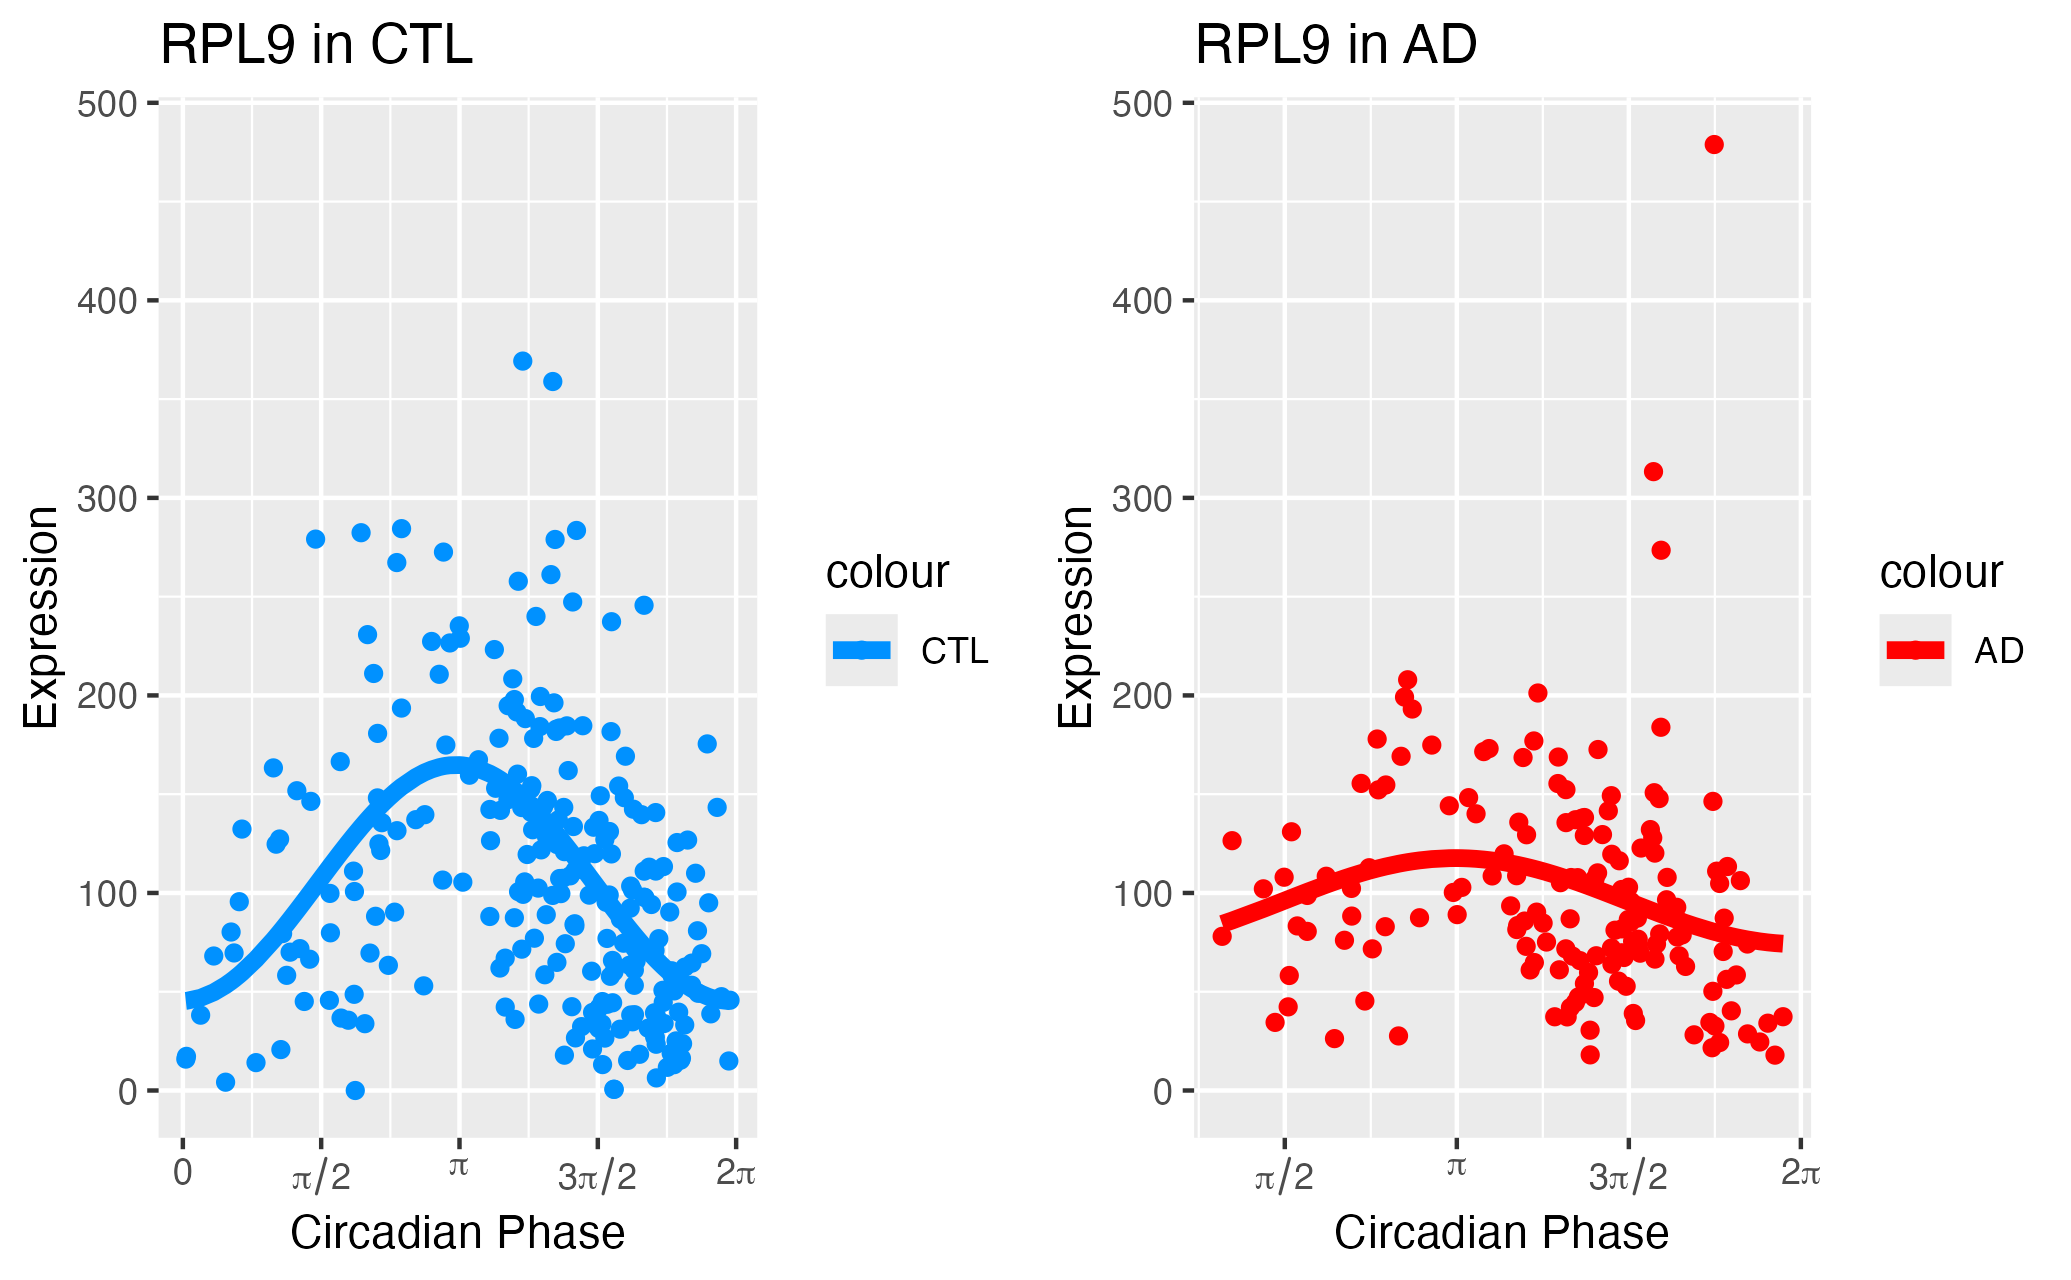 RPL9 in CTL
500
400
300
200
100
0
Expression
0 π/2 π 3π/2 2π
Circadian Phase
colour
CTL
RPL9 in AD
500
400
300
200
100
0
Expression
π/2 π 3π/2 2π
Circadian Phase
colour
AD